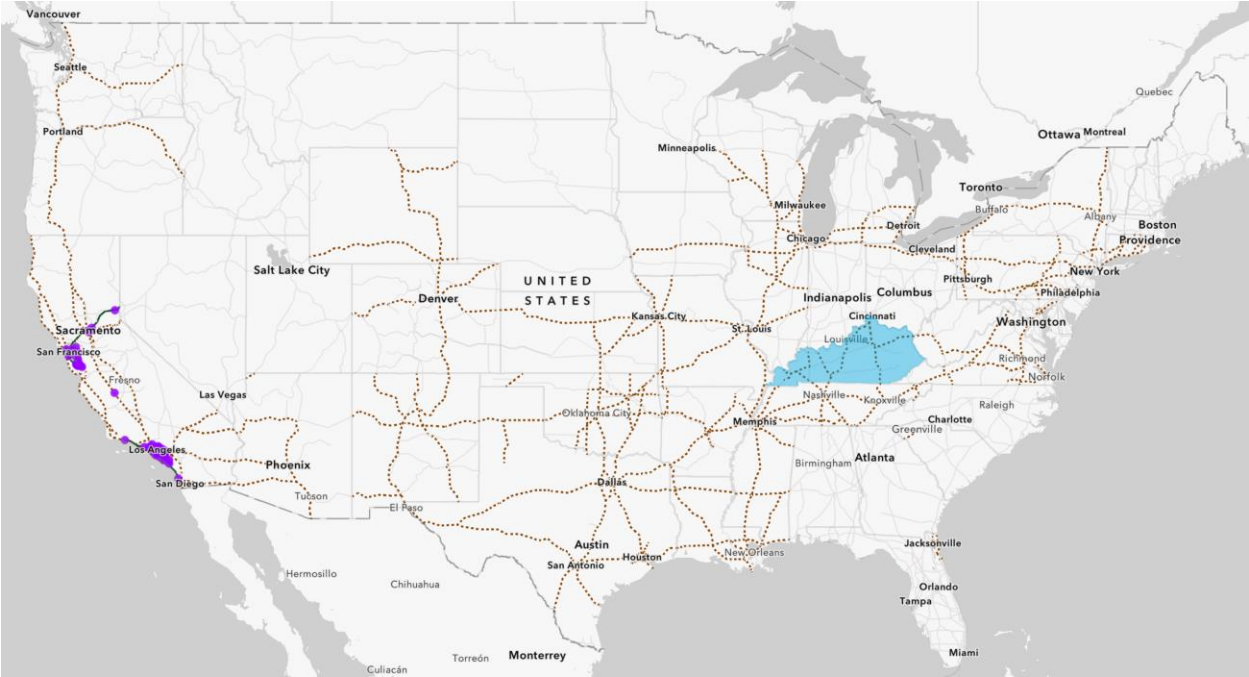 Vancouver
Quebec
Seattle
Ottawa
Montreal
Portland
Minneapolis
Toronto
Buffalo
Albany
Milwaukee
Boston
Detroit
Providence
Chicago
Cleveland
Salt Lake City
UNITED
STATES
Pittsburgh
New York
Denver
Indianapolis
Columbus
Philadelphia
Kansas City
Cincinnati
Washington
Sacramento
St. Louis
Louisville
San Francisco
Richmond
Fresno
Norfolk
Las Vegas
Nashville
Knoxville
Raleigh
Oklahoma City
Memphis
Charlotte
Greenville
Los Angeles
Atlanta
Birmingham
Phoenix
San Diego
Dallas
Tucson
El Paso
Austin
Jacksonville
Houston
New Orleans
San Antonio
Hermosillo
Chihuahua
Orlando
Tampa
Miami
Torreón
Monterrey
Culiacán